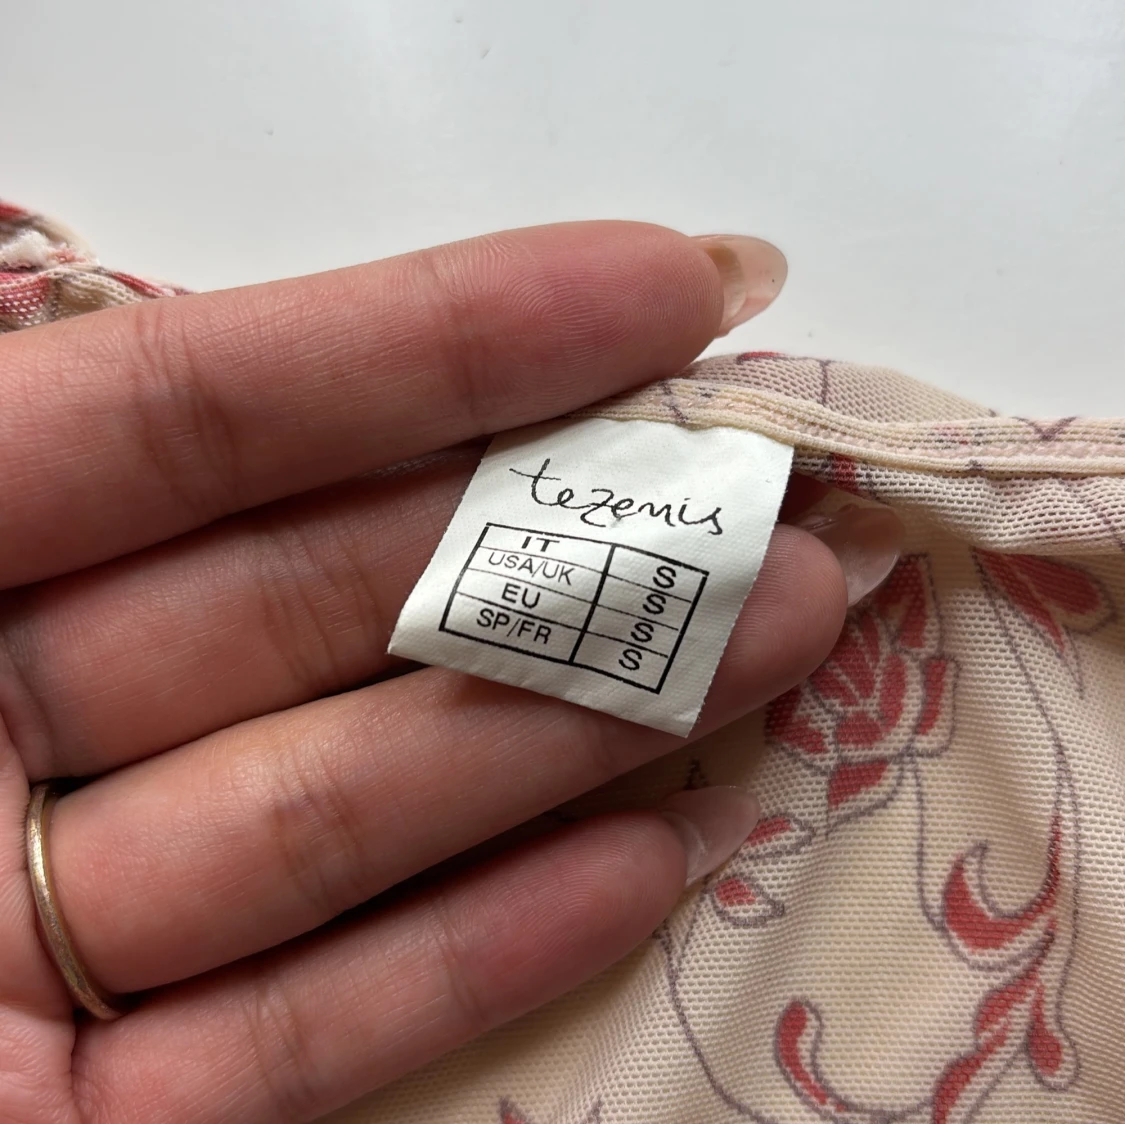 tezenis
IT S
USA/UK S
EU S
SP/FR S